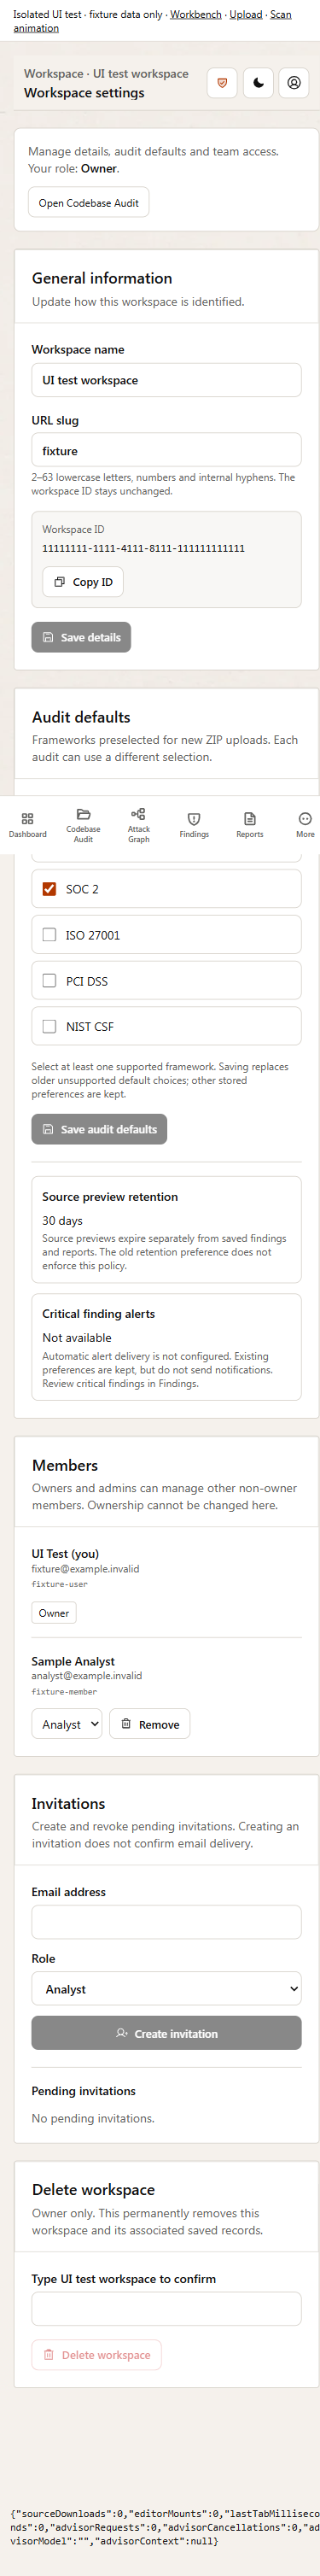 Isolated UI test · fixture data only · Workbench · Upload · Scan
animation
Workspace · UI test workspace
Workspace settings
Manage details, audit defaults and team access.
Your role: Owner.
Open Codebase Audit
General information
Update how this workspace is identified.
Workspace name
UI test workspace
URL slug
fixture
2–63 lowercase letters, numbers and internal hyphens. The
workspace ID stays unchanged.
Workspace ID
11111111-1111-4111-8111-111111111111
Copy ID
Save details
Audit defaults
Frameworks preselected for new ZIP uploads. Each
audit can use a different selection.
Dashboard
Codebase
Audit
Attack
Graph
Findings
Reports
More
SOC 2
ISO 27001
PCI DSS
NIST CSF
Select at least one supported framework. Saving replaces
older unsupported default choices; other stored
preferences are kept.
Save audit defaults
Source preview retention
30 days
Source previews expire separately from saved findings
and reports. The old retention preference does not
enforce this policy.
Critical finding alerts
Not available
Automatic alert delivery is not configured. Existing
preferences are kept, but do not send notifications.
Review critical findings in Findings.
Members
Owners and admins can manage other non-owner
members. Ownership cannot be changed here.
UI Test (you)
fixture@example.invalid
fixture-user
Owner
Sample Analyst
analyst@example.invalid
fixture-member
Analyst
Remove
Invitations
Create and revoke pending invitations. Creating an
invitation does not confirm email delivery.
Email address
Role
Analyst
Create invitation
Pending invitations
No pending invitations.
Delete workspace
Owner only. This permanently removes this
workspace and its associated saved records.
Type UI test workspace to confirm
Delete workspace
{"sourceDownloads":0,"editorMounts":0,"lastTabMilliseco
nds":0,"advisorRequests":0,"advisorCancellations":0,"ad
visorModel":"","advisorContext":null}